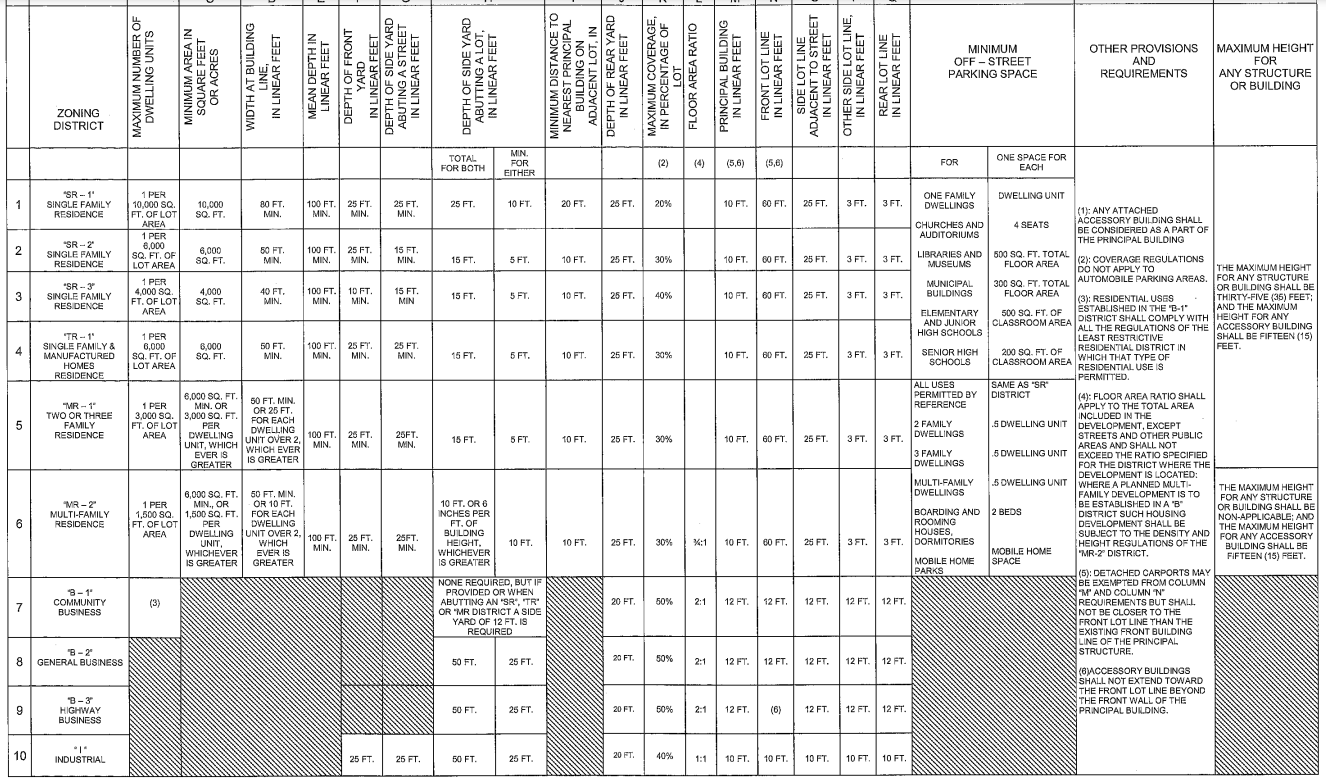 ZONING DISTRICT
MAXIMUM NUMBER OF DWELLING UNITS
MINIMUM AREA IN SQUARE FEET OR ACRES
WIDTH AT BUILDING LINE, IN LINEAR FEET
MEAN DEPTH IN LINEAR FEET
DEPTH OF FRONT YARD IN LINEAR FEET
DEPTH OF SIDE YARD ABUTING A STREET IN LINEAR FEET
DEPTH OF SIDE YARD ABUTTING A LOT, IN LINEAR FEET
MINIMUM DISTANCE TO NEAREST PRINCIPAL BUILDING ON ADJACENT LOT, IN LINEAR FEET
DEPTH OF REAR YARD IN LINEAR FEET
MAXIMUM COVERAGE, IN PERCENTAGE OF LOT
FLOOR AREA RATIO
PRINCIPAL BUILDING IN LINEAR FEET
FRONT LOT LINE IN LINEAR FEET
SIDE LOT LINE ADJACENT TO STREET IN LINEAR FEET
OTHER SIDE LOT LINE, IN LINEAR FEET
REAR LOT LINE IN LINEAR FEET
MINIMUM OFF – STREET PARKING SPACE
OTHER PROVISIONS AND REQUIREMENTS
MAXIMUM HEIGHT FOR ANY STRUCTURE OR BUILDING
TOTAL FOR BOTH MIN. FOR EITHER (2) (4) (5,6) (5,6) FOR ONE SPACE FOR EACH
1 "SR – 1" SINGLE FAMILY RESIDENCE 1 PER 10,000 SQ. FT. OF LOT AREA 10,000 SQ. FT. 80 FT. MIN. 100 FT. MIN. 25 FT. MIN. 25 FT. MIN. 25 FT. 10 FT. MIN. 20 FT. MIN. 25 FT. 20% 10 FT. 60 FT. 25 FT. 3 FT. 3 FT.
2 "SR – 2" SINGLE FAMILY RESIDENCE 1 PER 6,000 SQ. FT. OF LOT AREA 6,000 SQ. FT. 50 FT. MIN. 100 FT. MIN. 25 FT. MIN. 15 FT. MIN. 15 FT. 5 FT. MIN. 10 FT. 25 FT. 30% 10 FT. 60 FT. 25 FT. 3 FT. 3 FT.
3 "SR – 3" SINGLE FAMILY RESIDENCE 1 PER 4,000 SQ. FT. OF LOT AREA 4,000 SQ. FT. 40 FT. MIN. 100 FT. MIN. 10 FT. MIN. 15 FT. MIN. 15 FT. 5 FT. MIN. 10 FT. 25 FT. 40% 10 FT. 60 FT. 25 FT. 3 FT. 3 FT.
4 "TR – 1" SINGLE FAMILY & MANUFACTURED HOMES RESIDENCE 1 PER 6,000 SQ. FT. OF LOT AREA 6,000 SQ. FT. 50 FT. MIN. 100 FT. MIN. 25 FT. MIN. 25 FT. MIN. 15 FT. 5 FT. MIN. 10 FT. 25 FT. 30% 10 FT. 60 FT. 25 FT. 3 FT. 3 FT.
5 "MR – 1" TWO OR THREE FAMILY RESIDENCE 1 PER 3,000 SQ. FT. OF LOT AREA 6,000 SQ. FT. MIN. OR 3,000 SQ. FT. PER DWELLING UNIT, WHICH EVER IS GREATER 50 FT. MIN. OR 25 FT. FOR EACH DWELLING UNIT OVER 2, WHICH EVER IS GREATER 100 FT. MIN. 25 FT. MIN. 25FT. MIN. 15 FT. 5 FT. MIN. 10 FT. 25 FT. 30% 10 FT. 60 FT. 25 FT. 3 FT. 3 FT.
6 "MR – 2" MULTI-FAMILY RESIDENCE 1 PER 1,500 SQ. FT. OF LOT AREA 6,000 SQ. FT. MIN., OR 1,500 SQ. FT. PER DWELLING UNIT, WHICHEVER IS GREATER 50 FT. MIN. OR 10 FT. FOR EACH DWELLING UNIT OVER 2, WHICH EVER IS GREATER 100 FT. MIN. 25 FT. MIN. 25 FT. MIN. 10 FT. OR 6 INCHES PER FT. OF BUILDING HEIGHT, WHICHEVER IS GREATER 10 FT. MIN. 10 FT. 25 FT. 30% ¾:1 10 FT. 60 FT. 25 FT. 3 FT. 3 FT.
7 "B – 1" COMMUNITY BUSINESS (3) NONE REQUIRED, BUT IF PROVIDED OR WHEN ABUTTING AN "SR", "TR" OR "MR DISTRICT A SIDE YARD OF 12 FT. IS REQUIRED 20 FT. 50% 2:1 12 FT. 12 FT. 12 FT. 12 FT. 12 FT.
8 "B – 2" GENERAL BUSINESS 50 FT. 25 FT. 20 FT. 50% 2:1 12 FT. 12 FT. 12 FT. 12 FT. 12 FT.
9 "B – 3" HIGHWAY BUSINESS 50 FT. 25 FT. 20 FT. 50% 2:1 12 FT. (6) 12 FT. 12 FT. 12 FT.
10 "I" INDUSTRIAL 25 FT. 25 FT. 50 FT. 25 FT. 20 FT. 40% 1:1 10 FT. 10 FT. 10 FT. 10 FT. 10 FT.
ONE FAMILY DWELLINGS DWELLING UNIT
CHURCHES AND AUDITORIUMS 4 SEATS
LIBRARIES AND MUSEUMS 500 SQ. FT. TOTAL FLOOR AREA
MUNICIPAL BUILDINGS 300 SQ. FT. TOTAL FLOOR AREA
ELEMENTARY AND JUNIOR HIGH SCHOOLS 500 SQ. FT. OF CLASSROOM AREA
SENIOR HIGH SCHOOLS 200 SQ. FT. OF CLASSROOM AREA
ALL USES PERMITTED BY REFERENCE SAME AS "SR" DISTRICT
2 FAMILY DWELLINGS .5 DWELLING UNIT
3 FAMILY DWELLINGS .5 DWELLING UNIT
MULTI-FAMILY DWELLINGS .5 DWELLING UNIT
BOARDING AND ROOMING HOUSES, DORMITORIES 2 BEDS
MOBILE HOME PARKS MOBILE HOME SPACE
(1): ANY ATTACHED
ACCESSORY BUILDING SHALL
BE CONSIDERED AS A PART OF
THE PRINCIPAL BUILDING
(2): COVERAGE REGULATIONS
DO NOT APPLY TO
AUTOMOBILE PARKING AREAS.
(3): RESIDENTIAL USES
ESTABLISHED IN THE "B-1"
DISTRICT SHALL COMPLY WITH
ALL THE REGULATIONS OF THE
LEAST RESTRICTIVE
RESIDENTIAL DISTRICT IN
WHICH THAT TYPE OF
RESIDENTIAL USE IS
PERMITTED.
(4): FLOOR AREA RATIO SHALL
APPLY TO THE TOTAL AREA
INCLUDED IN THE
DEVELOPMENT, EXCEPT
STREETS AND OTHER PUBLIC
AREAS AND SHALL NOT
EXCEED THE RATIO SPECIFIED
FOR THE DISTRICT WHERE THE
DEVELOPMENT IS LOCATED:
WHERE A PLANNED MULTI-
FAMILY DEVELOPMENT IS TO
BE ESTABLISHED IN A "B"
DISTRICT SUCH HOUSING
DEVELOPMENT SHALL BE
SUBJECT TO THE DENSITY AND
HEIGHT REGULATIONS OF THE
"MR-2" DISTRICT.
(5): DETACHED CARPORTS MAY
BE EXEMPTED FROM COLUMN
"M" AND COLUMN "N"
REQUIREMENTS BUT SHALL
NOT BE CLOSER TO THE
FRONT LOT LINE THAN THE
EXISTING FRONT BUILDING
LINE OF THE PRINCIPAL
STRUCTURE.
(6)ACCESSORY BUILDINGS
SHALL NOT EXTEND TOWARD
THE FRONT LOT LINE BEYOND
THE FRONT WALL OF THE
PRINCIPAL BUILDING.
THE MAXIMUM HEIGHT
FOR ANY STRUCTURE
OR BUILDING SHALL BE
THIRTY-FIVE (35) FEET;
AND THE MAXIMUM
HEIGHT FOR ANY
ACCESSORY BUILDING
SHALL BE FIFTEEN (15)
FEET.
THE MAXIMUM HEIGHT
FOR ANY STRUCTURE
OR BUILDING SHALL BE
NON-APPLICABLE; AND
THE MAXIMUM HEIGHT
FOR ANY ACCESSORY
BUILDING SHALL BE
FIFTEEN (15) FEET.